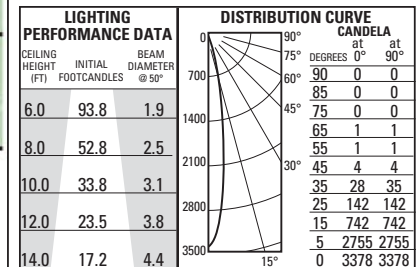 LIGHTING
PERFORMANCE DATA
CEILING HEIGHT (FT) INITIAL FOOTCANDLES BEAM DIAMETER @ 50°
6.0 93.8 1.9
8.0 52.8 2.5
10.0 33.8 3.1
12.0 23.5 3.8
14.0 17.2 4.4
DISTRIBUTION CURVE
0
700
1400
2100
2800
3500
90°
75°
60°
45°
30°
15°
CANDELA
DEGREES at 0° at 90°
90 0 0
85 0 0
75 0 0
65 1 1
55 1 1
45 4 4
35 28 35
25 142 142
15 742 742
5 2755 2755
0 3378 3378